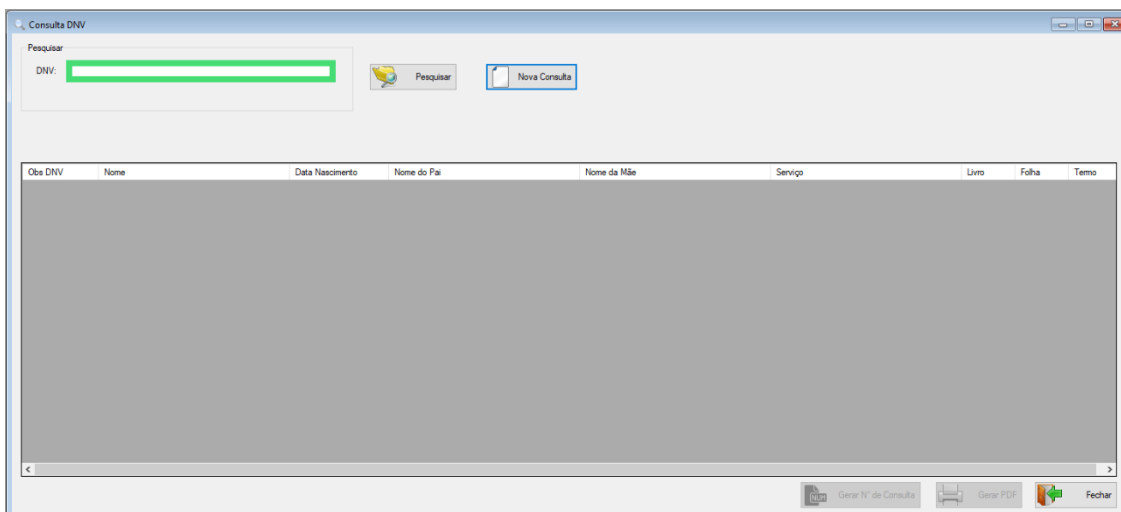 Consulta DNV
Pesquisar
DNV:
Pesquisar
Nova Consulta
Obs DNV Nome Data Nascimento Nome do Pai Nome da Mãe Serviço Livro Folha Termo
NUM Gerar N° de Consulta Gerar PDF Fechar